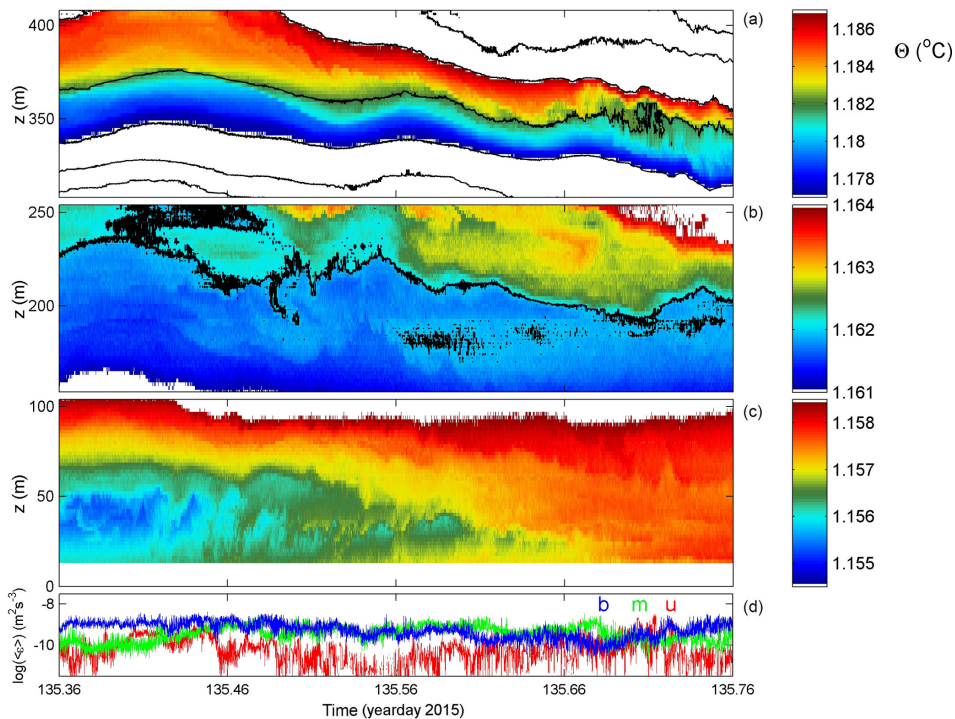 (a)
400
350
z (m)
1.186
1.184
1.182
1.18
1.178
Θ (°C)
(b)
250
200
z (m)
1.164
1.163
1.162
1.161
(c)
100
50
0
z (m)
1.158
1.157
1.156
1.155
(d)
b m u
-8
-10
log(<ε>) (m²s⁻³)
135.36 135.46 135.56 135.66 135.76
Time (yearday 2015)